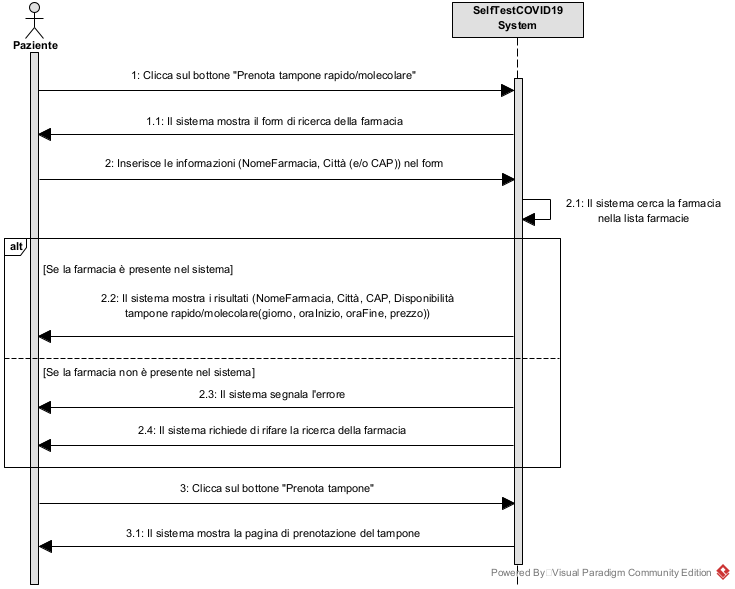 SelfTestCOVID19
System
Paziente
1: Clicca sul bottone "Prenota tampone rapido/molecolare"
1.1: Il sistema mostra il form di ricerca della farmacia
2: Inserisce le informazioni (NomeFarmacia, Città (e/o CAP)) nel form
2.1: Il sistema cerca la farmacia
nella lista farmacie
alt
[Se la farmacia è presente nel sistema]
2.2: Il sistema mostra i risultati (NomeFarmacia, Città, CAP, Disponibilità
tampone rapido/molecolare(giorno, oraInizio, oraFine, prezzo))
[Se la farmacia non è presente nel sistema]
2.3: Il sistema segnala l'errore
2.4: Il sistema richiede di rifare la ricerca della farmacia
3: Clicca sul bottone "Prenota tampone"
3.1: Il sistema mostra la pagina di prenotazione del tampone
Powered By Visual Paradigm Community Edition